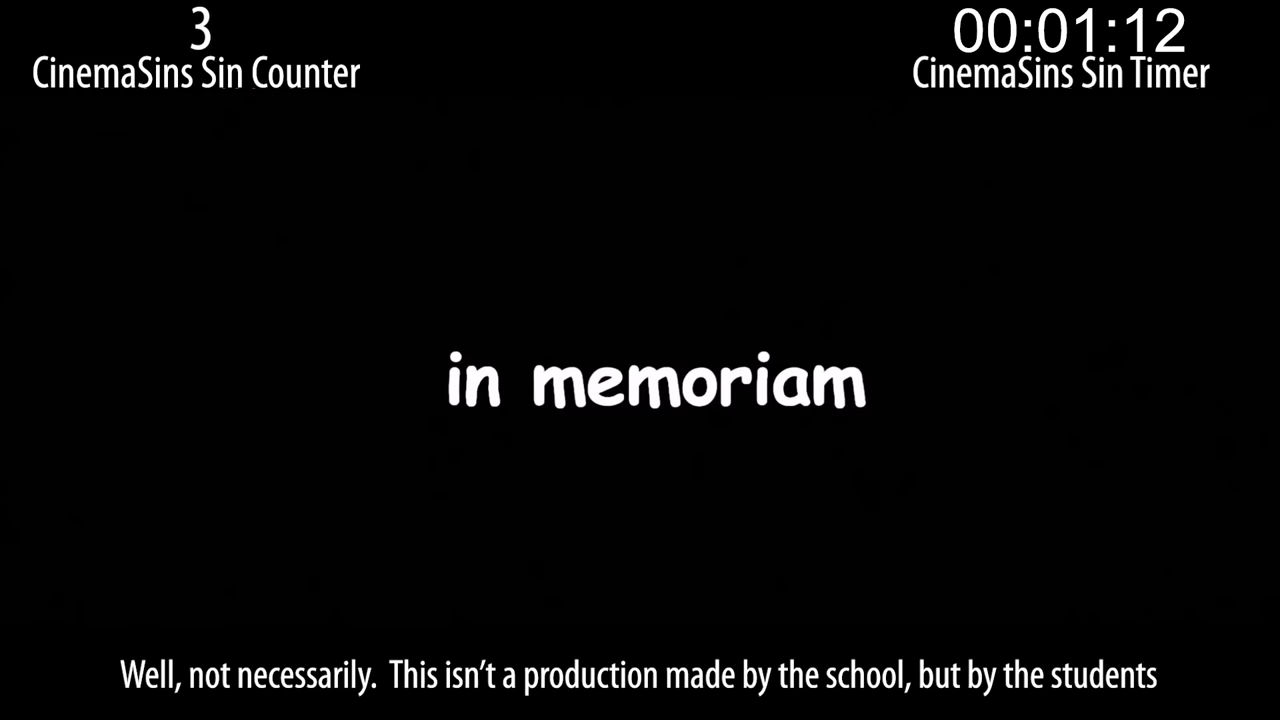 3
CinemaSins Sin Counter
00:01:12
CinemaSins Sin Timer
in memoriam
Well, not necessarily.  This isn't a production made by the school, but by the students